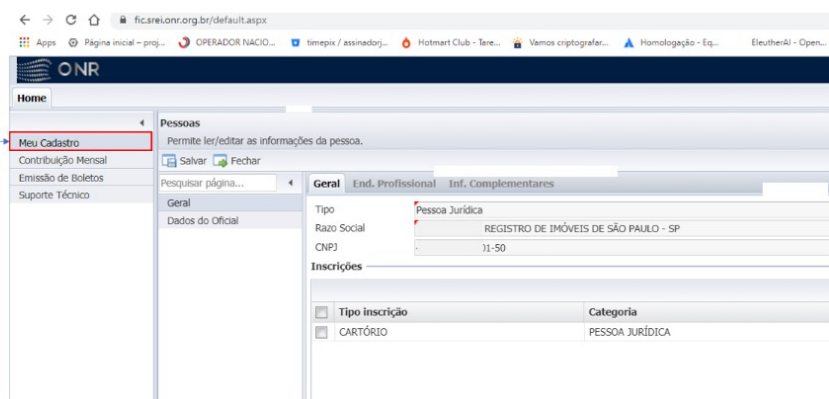 fic.srei.onr.org.br/default.aspx
Apps Página inicial – proj... OPERADOR NACIO... timepix / assinadorj... Hotmart Club - Tare... Vamos criptografar... Homologação - Eq... EleutherAI - Open...
ONR
Home
Meu Cadastro
Contribuição Mensal
Emissão de Boletos
Suporte Técnico
Pessoas
Permite ler/editar as informações da pessoa.
Salvar Fechar
Pesquisar página...
Geral
Dados do Oficial
Geral End. Profissional Inf. Complementares
Tipo Pessoa Jurídica
Razo Social REGISTRO DE IMÓVEIS DE SÃO PAULO - SP
CNPJ 01-50
Inscrições
Tipo inscrição Categoria
CARTÓRIO PESSOA JURÍDICA